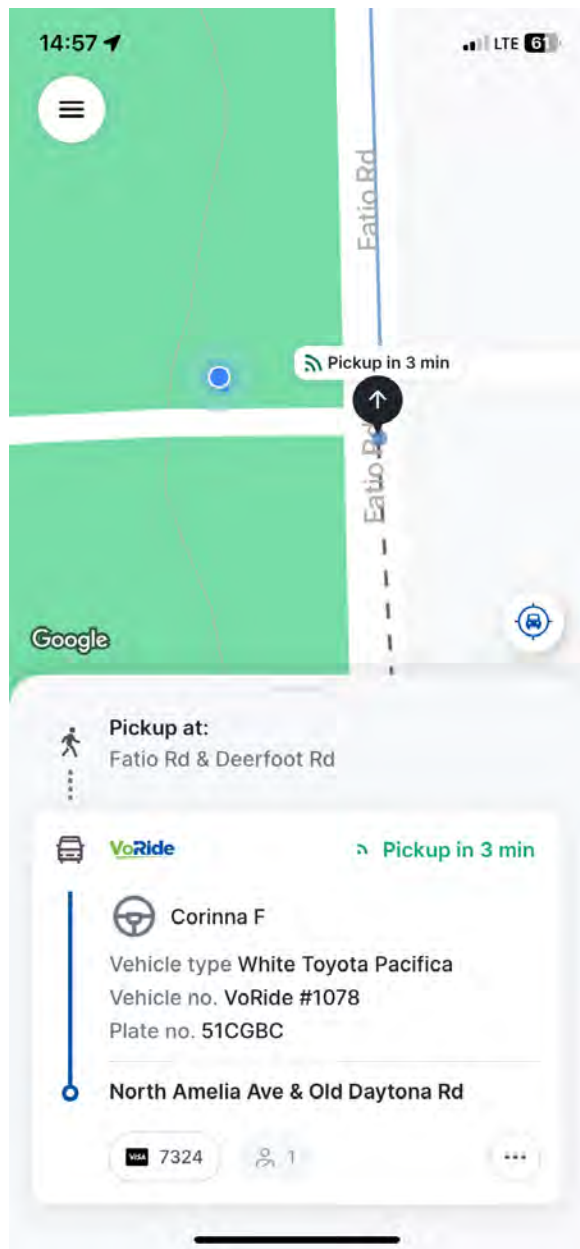 14:57
LTE 61
Fatio Rd
Pickup in 3 min
Fatio Rd
Google
Pickup at:
Fatio Rd & Deerfoot Rd
VoRide Pickup in 3 min
Corinna F
Vehicle type White Toyota Pacifica
Vehicle no. VoRide #1078
Plate no. 51CGBC
North Amelia Ave & Old Daytona Rd
VISA 7324 1